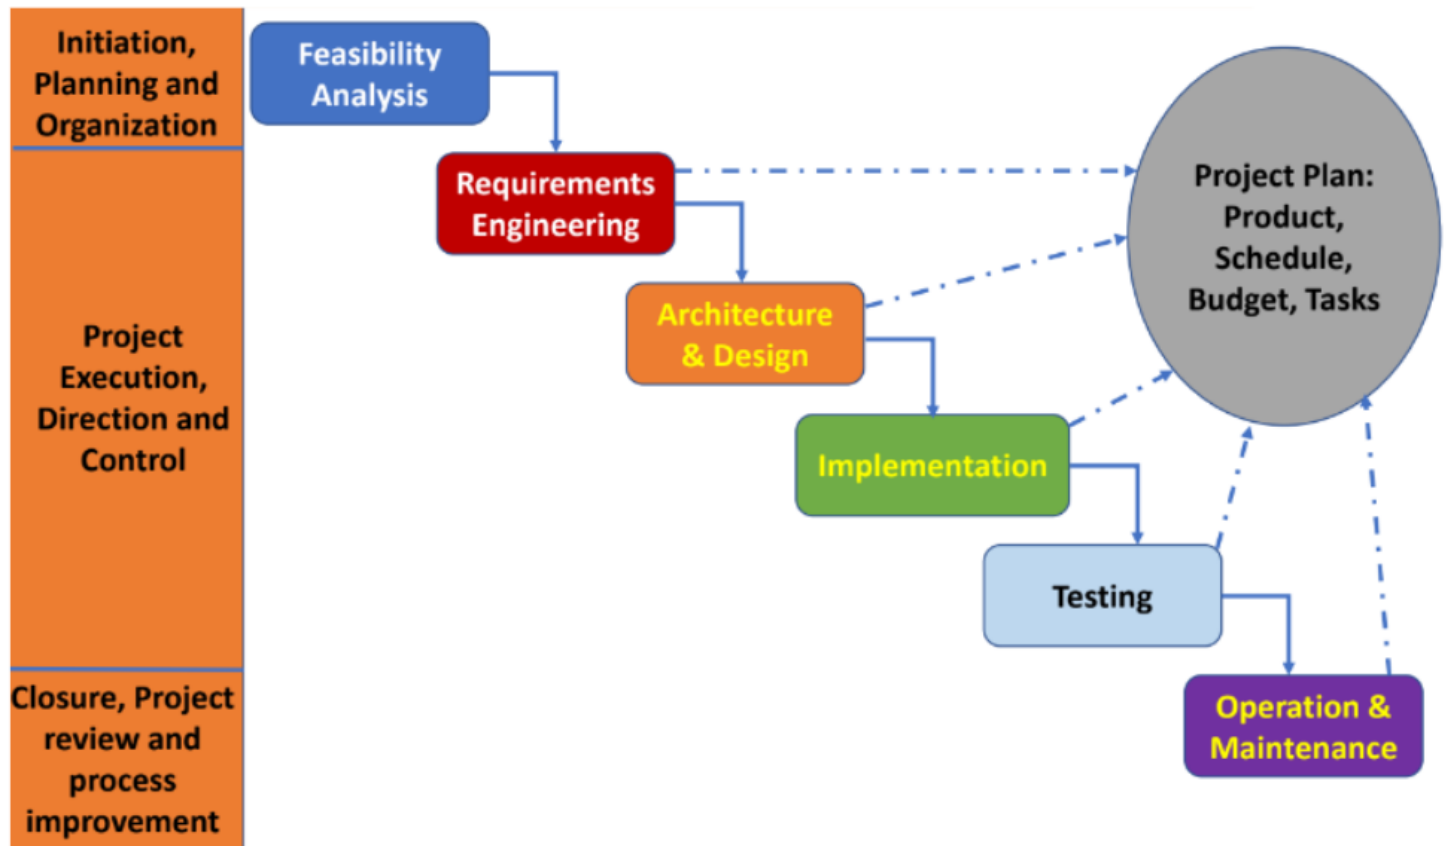 Initiation,
Planning and
Organization
Feasibility
Analysis
Requirements
Engineering
Project Plan:
Product,
Schedule,
Budget, Tasks
Architecture
& Design
Project
Execution,
Direction and
Control
Implementation
Testing
Closure, Project
review and
process
improvement
Operation &
Maintenance